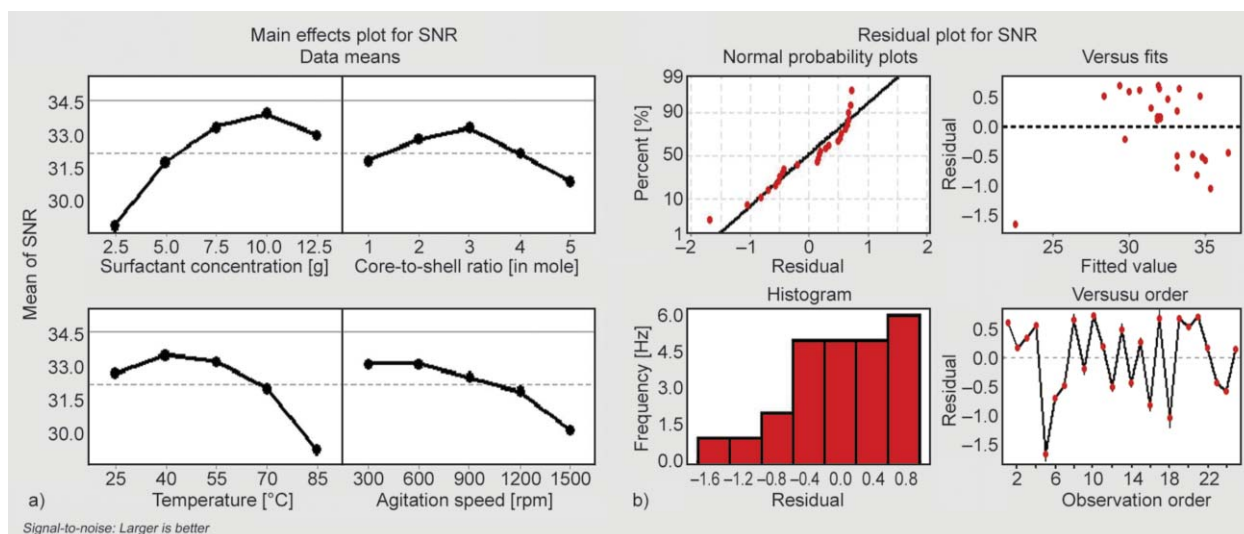 Main effects plot for SNR
Data means
Mean of SNR
34.5
33.0
31.5
30.0
2.5 5.0 7.5 10.0 12.5
Surfactant concentration [g]
1 2 3 4 5
Core-to-shell ratio [in mole]
34.5
33.0
31.5
30.0
25 40 55 70 85
Temperature [°C]
300 600 900 1200 1500
Agitation speed [rpm]
a)
Signal-to-noise: Larger is better
Residual plot for SNR
Normal probability plots
Percent [%]
99
90
50
10
1
−2 −1 0 1 2
Residual
Versus fits
Residual
0.5
0.0
−0.5
−1.0
−1.5
25 30 35
Fitted value
Histogram
Frequency [Hz]
6.0
4.5
3.0
1.5
0.0
−1.6 −1.2 −0.8 −0.4 0.0 0.4 0.8
Residual
Versusu order
Residual
0.5
0.0
−0.5
−1.0
−1.5
2 6 10 14 18 22
Observation order
b)